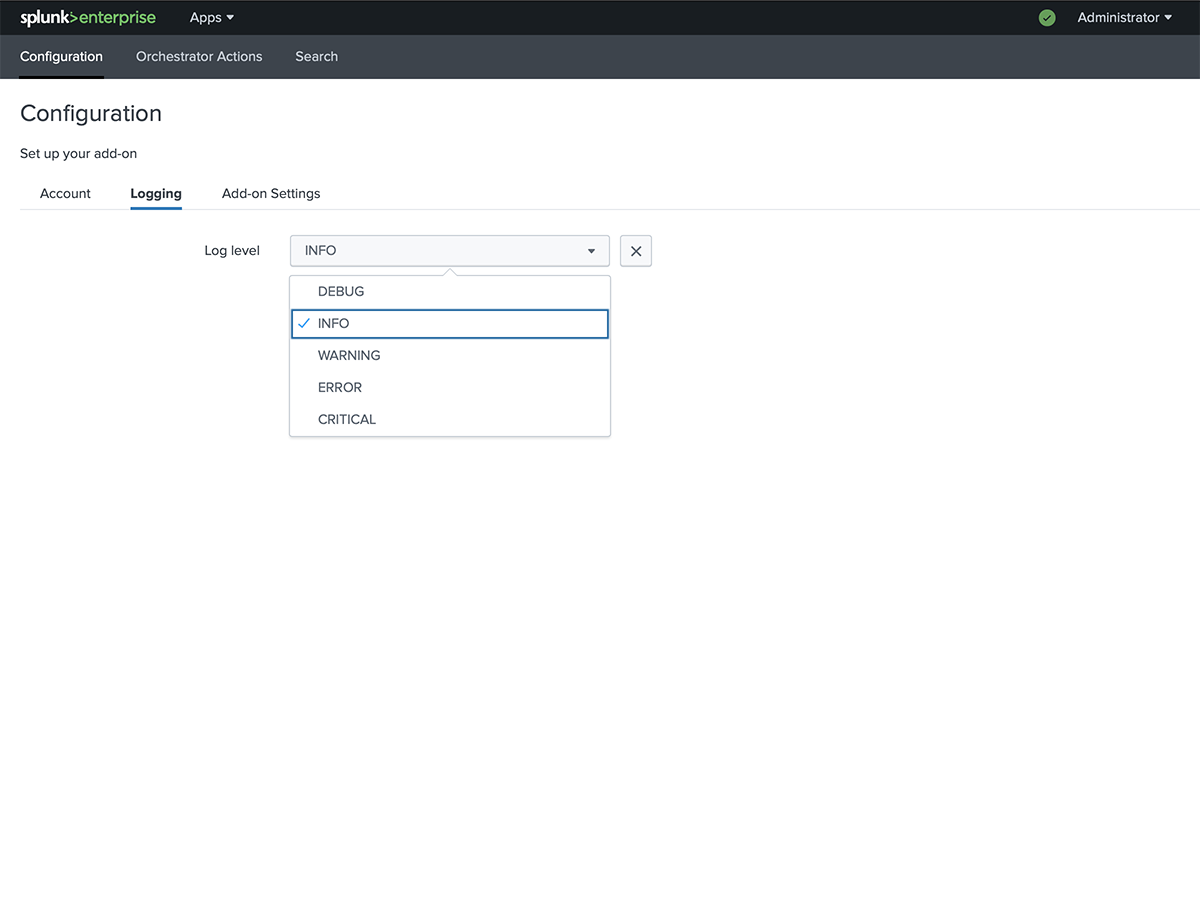 splunk>enterprise Apps Administrator
Configuration Orchestrator Actions Search
Configuration
Set up your add-on
Account Logging Add-on Settings
Log level INFO
DEBUG
INFO
WARNING
ERROR
CRITICAL